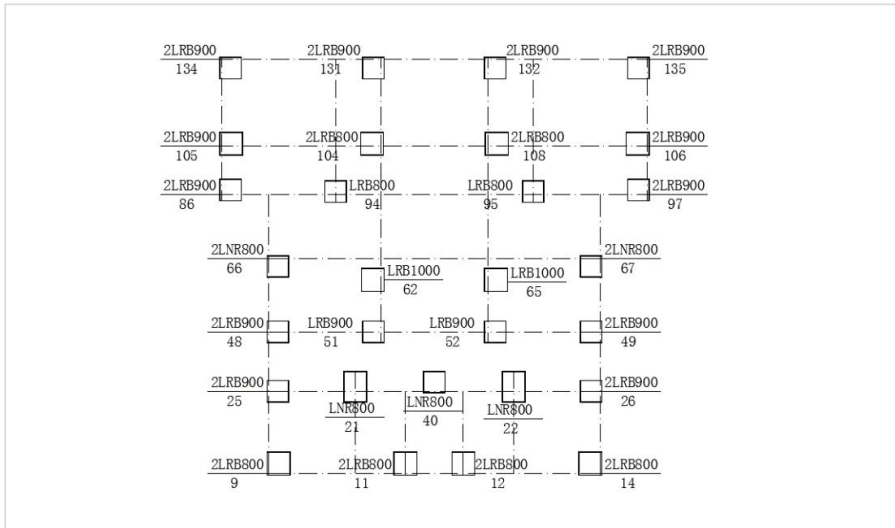 2LRB900 2LRB900 2LRB900 2LRB900
134 131 132 135
2LRB900 2LRB800 2LRB800 2LRB900
105 104 108 106
2LRB900 LRB800 LRB800 2LRB900
86 94 95 97
2LNR800 2LNR800
66 67
LRB1000 LRB1000
62 65
2LRB900 LRB900 LRB900 2LRB900
48 51 52 49
2LRB900 2LRB900
25 26
LNR800 LNR800 LNR800
21 40 22
2LRB800 2LRB800 2LRB800 2LRB800
9 11 12 14